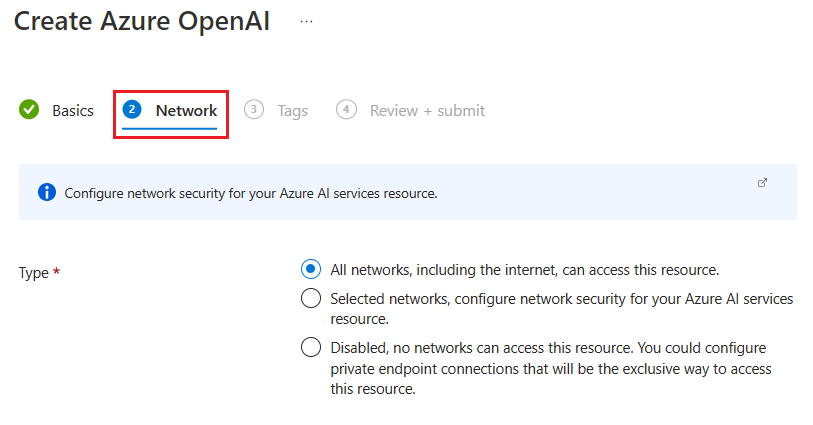 Create Azure OpenAI ...
Basics 2 Network 3 Tags 4 Review + submit
Configure network security for your Azure AI services resource.
Type * All networks, including the internet, can access this resource.
Selected networks, configure network security for your Azure AI services
resource.
Disabled, no networks can access this resource. You could configure
private endpoint connections that will be the exclusive way to access
this resource.